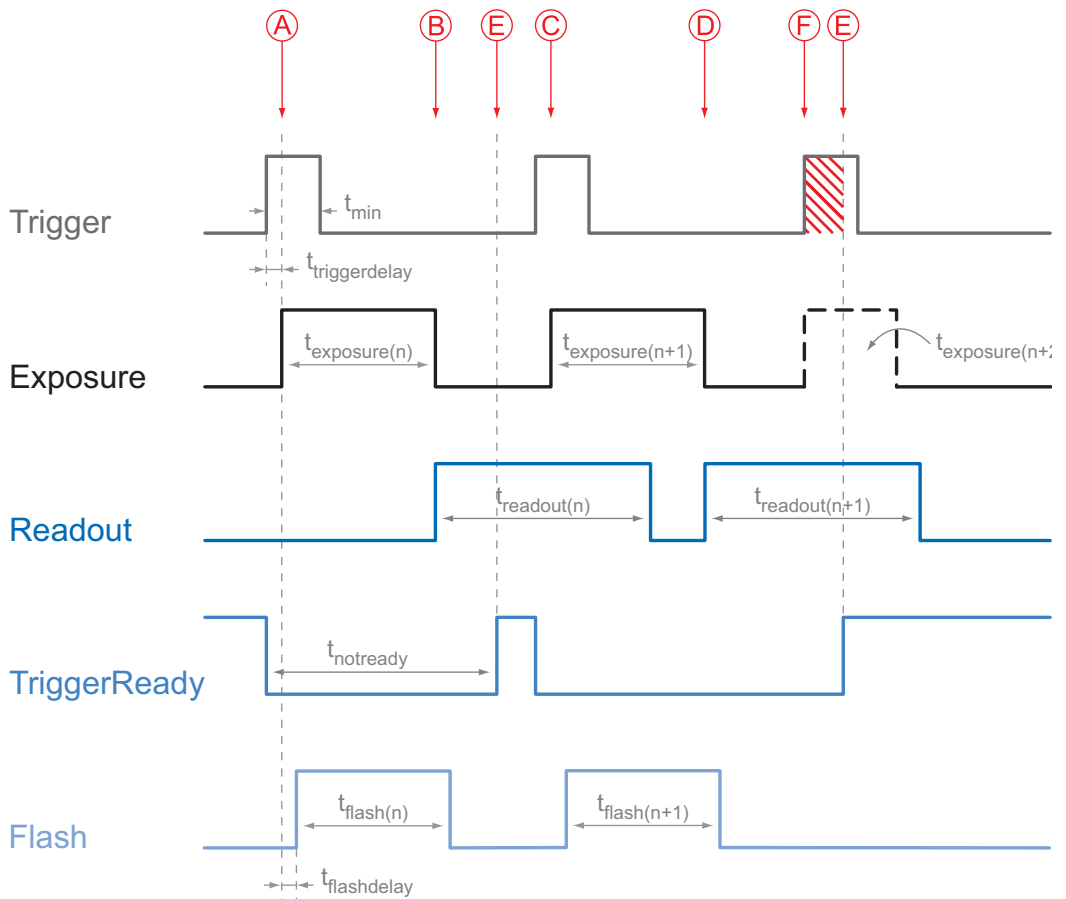 A B E C D F E
Trigger
tmin
ttriggerdelay
Exposure
texposure(n)
texposure(n+1)
texposure(n+2
Readout
treadout(n)
treadout(n+1)
TriggerReady
tnotready
Flash
tflash(n)
tflash(n+1)
tflashdelay